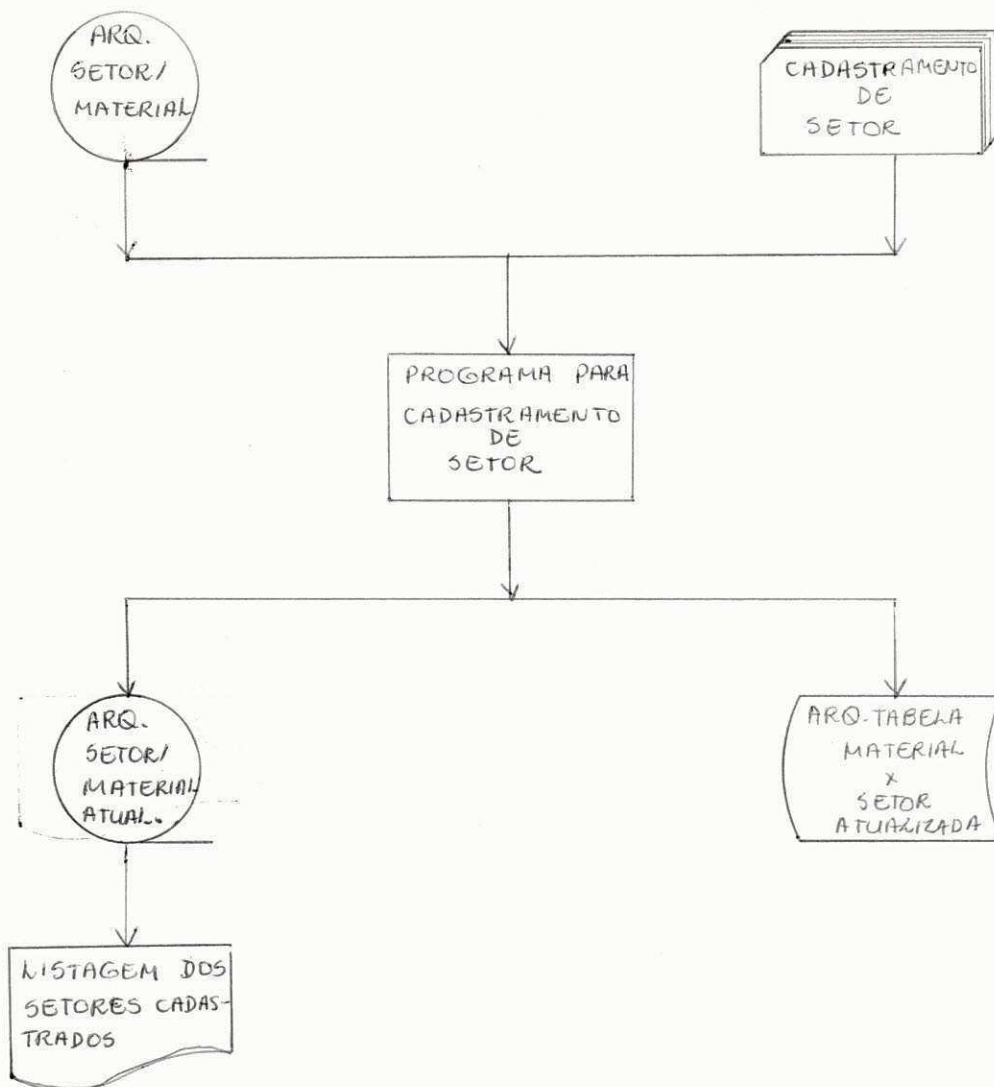 ARQ.
SETOR/
MATERIAL
CADASTRAMENTO
DE
SETOR
PROGRAMA PARA
CADASTRAMENTO
DE
SETOR
ARQ.
SETOR/
MATERIAL
ATUAL.
ARQ-TABELA
MATERIAL
x
SETOR
ATUALIZADA
LISTAGEM DOS
SETORES CADAS-
TRADOS